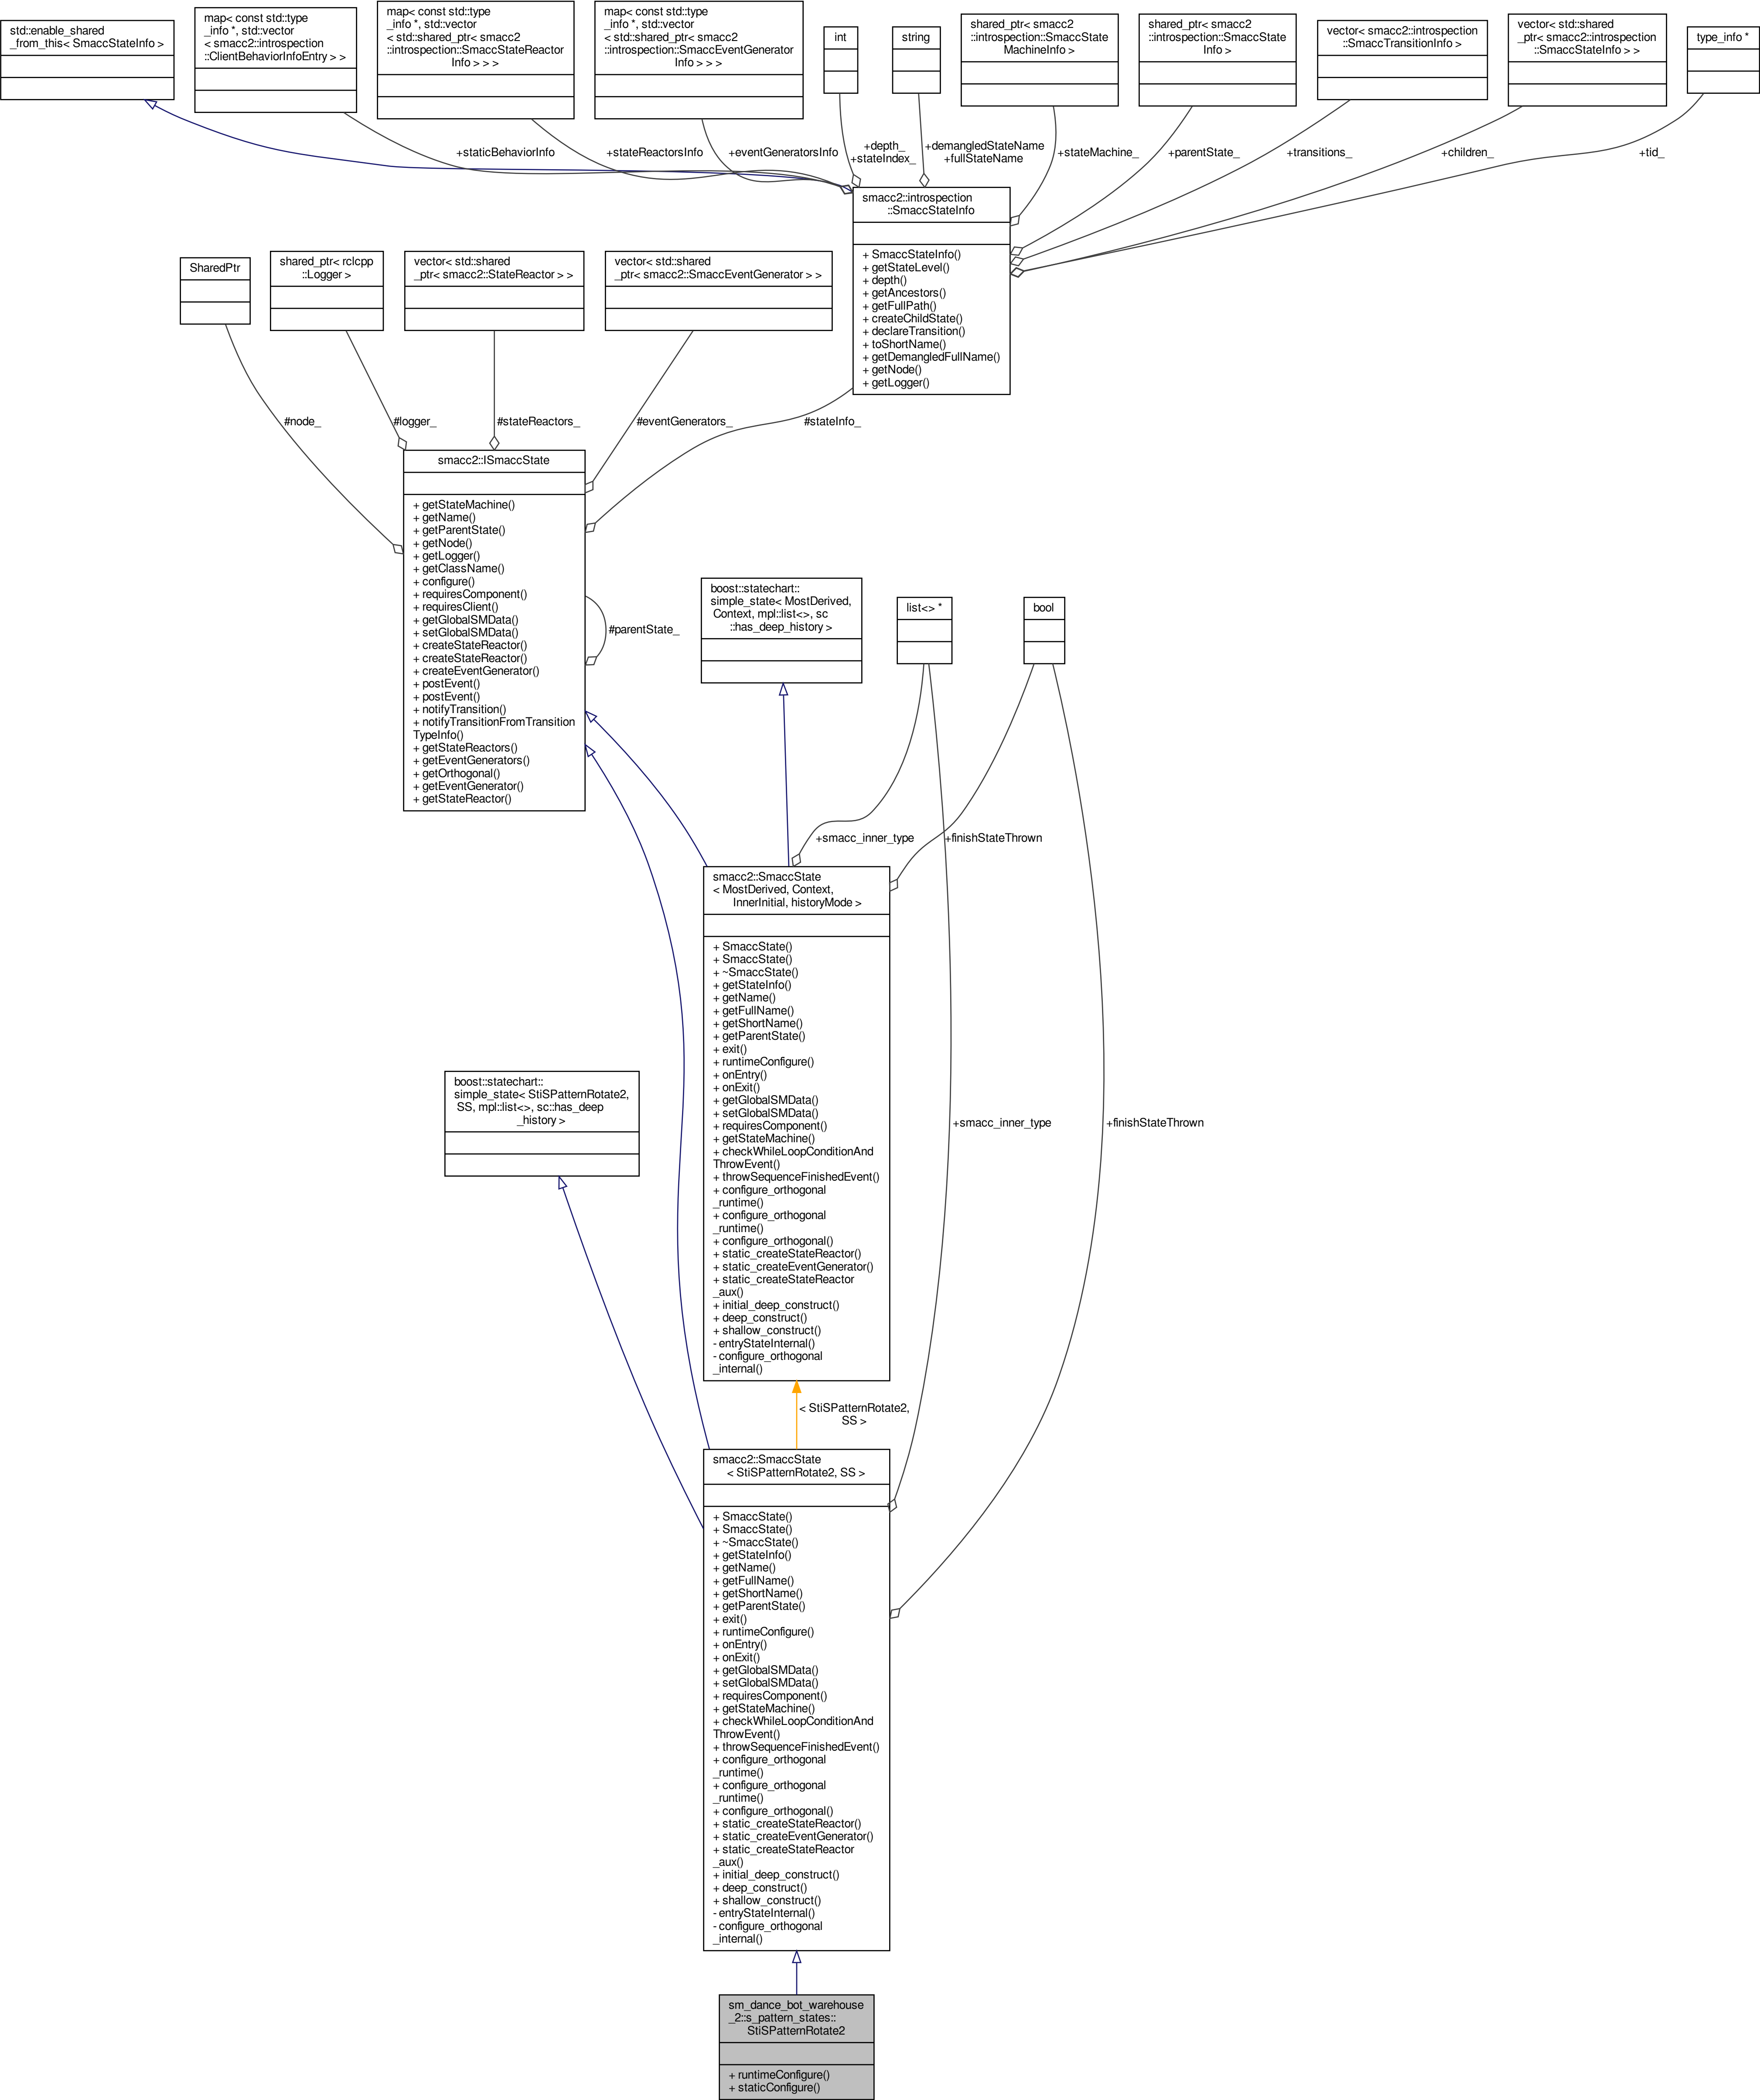 std::enable_shared
_from_this< SmaccStateInfo >
map< const std::type
_info *, std::vector
< smacc2::introspection
::ClientBehaviorInfoEntry > >
map< const std::type
_info *, std::vector
< std::shared_ptr< smacc2
::introspection::SmaccStateReactor
Info > > >
map< const std::type
_info *, std::vector
< std::shared_ptr< smacc2
::introspection::SmaccEventGenerator
Info > > >
int
string
shared_ptr< smacc2
::introspection::SmaccState
MachineInfo >
shared_ptr< smacc2
::introspection::SmaccState
Info >
vector< smacc2::introspection
::SmaccTransitionInfo >
vector< std::shared
_ptr< smacc2::introspection
::SmaccStateInfo > >
type_info *
+staticBehaviorInfo
+stateReactorsInfo
+eventGeneratorsInfo
+depth_
+stateIndex_
+demangledStateName
+fullStateName
+stateMachine_
+parentState_
+transitions_
+children_
+tid_
smacc2::introspection
::SmaccStateInfo
+ SmaccStateInfo()
+ getStateLevel()
+ depth()
+ getAncestors()
+ getFullPath()
+ createChildState()
+ declareTransition()
+ toShortName()
+ getDemangledFullName()
+ getNode()
+ getLogger()
SharedPtr
shared_ptr< rclcpp
::Logger >
vector< std::shared
_ptr< smacc2::StateReactor > >
vector< std::shared
_ptr< smacc2::SmaccEventGenerator > >
#node_
#logger_
#stateReactors_
#eventGenerators_
#stateInfo_
smacc2::ISmaccState
+ getStateMachine()
+ getName()
+ getParentState()
+ getNode()
+ getLogger()
+ getClassName()
+ configure()
+ requiresComponent()
+ requiresClient()
+ getGlobalSMData()
+ setGlobalSMData()
+ createStateReactor()
+ createStateReactor()
+ createEventGenerator()
+ postEvent()
+ postEvent()
+ notifyTransition()
+ notifyTransitionFromTransition
TypeInfo()
+ getStateReactors()
+ getEventGenerators()
+ getOrthogonal()
+ getEventGenerator()
+ getStateReactor()
#parentState_
boost::statechart::
simple_state< MostDerived,
Context, mpl::list<>, sc
::has_deep_history >
list<> *
bool
+smacc_inner_type
+finishStateThrown
smacc2::SmaccState
< MostDerived, Context,
InnerInitial, historyMode >
+ SmaccState()
+ SmaccState()
+ ~SmaccState()
+ getStateInfo()
+ getName()
+ getFullName()
+ getShortName()
+ getParentState()
+ exit()
+ runtimeConfigure()
+ onEntry()
+ onExit()
+ getGlobalSMData()
+ setGlobalSMData()
+ requiresComponent()
+ getStateMachine()
+ checkWhileLoopConditionAnd
ThrowEvent()
+ throwSequenceFinishedEvent()
+ configure_orthogonal
_runtime()
+ configure_orthogonal
_runtime()
+ configure_orthogonal()
+ static_createStateReactor()
+ static_createEventGenerator()
+ static_createStateReactor
_aux()
+ initial_deep_construct()
+ deep_construct()
+ shallow_construct()
- entryStateInternal()
- configure_orthogonal
_internal()
boost::statechart::
simple_state< StiSPatternRotate2,
SS, mpl::list<>, sc::has_deep
_history >
+smacc_inner_type
+finishStateThrown
< StiSPatternRotate2,
SS >
smacc2::SmaccState
< StiSPatternRotate2, SS >
+ SmaccState()
+ SmaccState()
+ ~SmaccState()
+ getStateInfo()
+ getName()
+ getFullName()
+ getShortName()
+ getParentState()
+ exit()
+ runtimeConfigure()
+ onEntry()
+ onExit()
+ getGlobalSMData()
+ setGlobalSMData()
+ requiresComponent()
+ getStateMachine()
+ checkWhileLoopConditionAnd
ThrowEvent()
+ throwSequenceFinishedEvent()
+ configure_orthogonal
_runtime()
+ configure_orthogonal
_runtime()
+ configure_orthogonal()
+ static_createStateReactor()
+ static_createEventGenerator()
+ static_createStateReactor
_aux()
+ initial_deep_construct()
+ deep_construct()
+ shallow_construct()
- entryStateInternal()
- configure_orthogonal
_internal()
sm_dance_bot_warehouse
_2::s_pattern_states::
StiSPatternRotate2
+ runtimeConfigure()
+ staticConfigure()